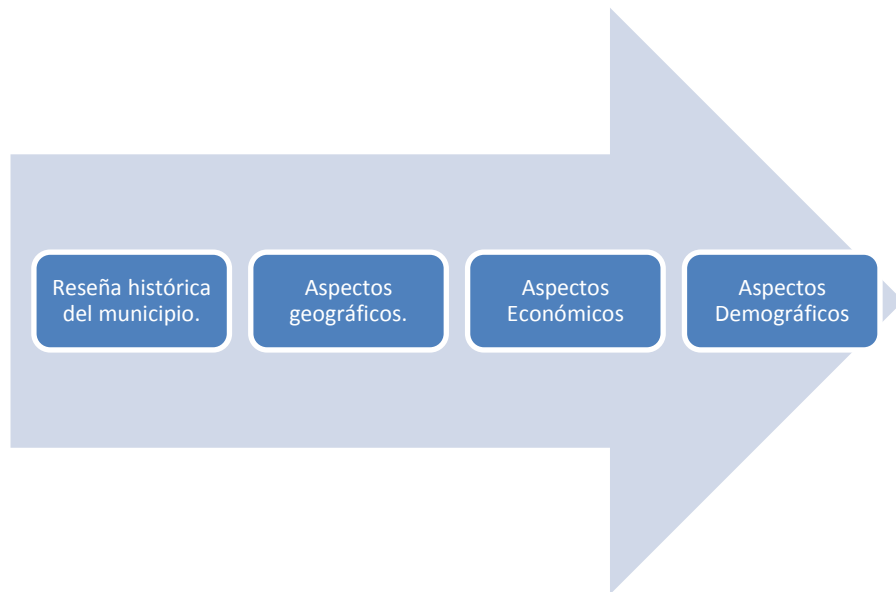 Reseña histórica
del municipio.
Aspectos
geográficos.
Aspectos
Económicos
Aspectos
Demográficos